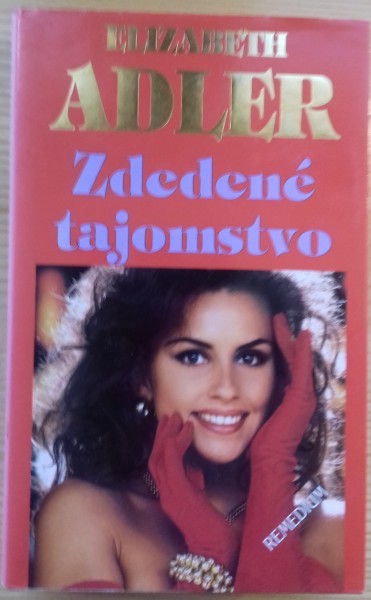 ELIZABETH
ADLER
Zdedené
tajomstvo
REMEDIUM